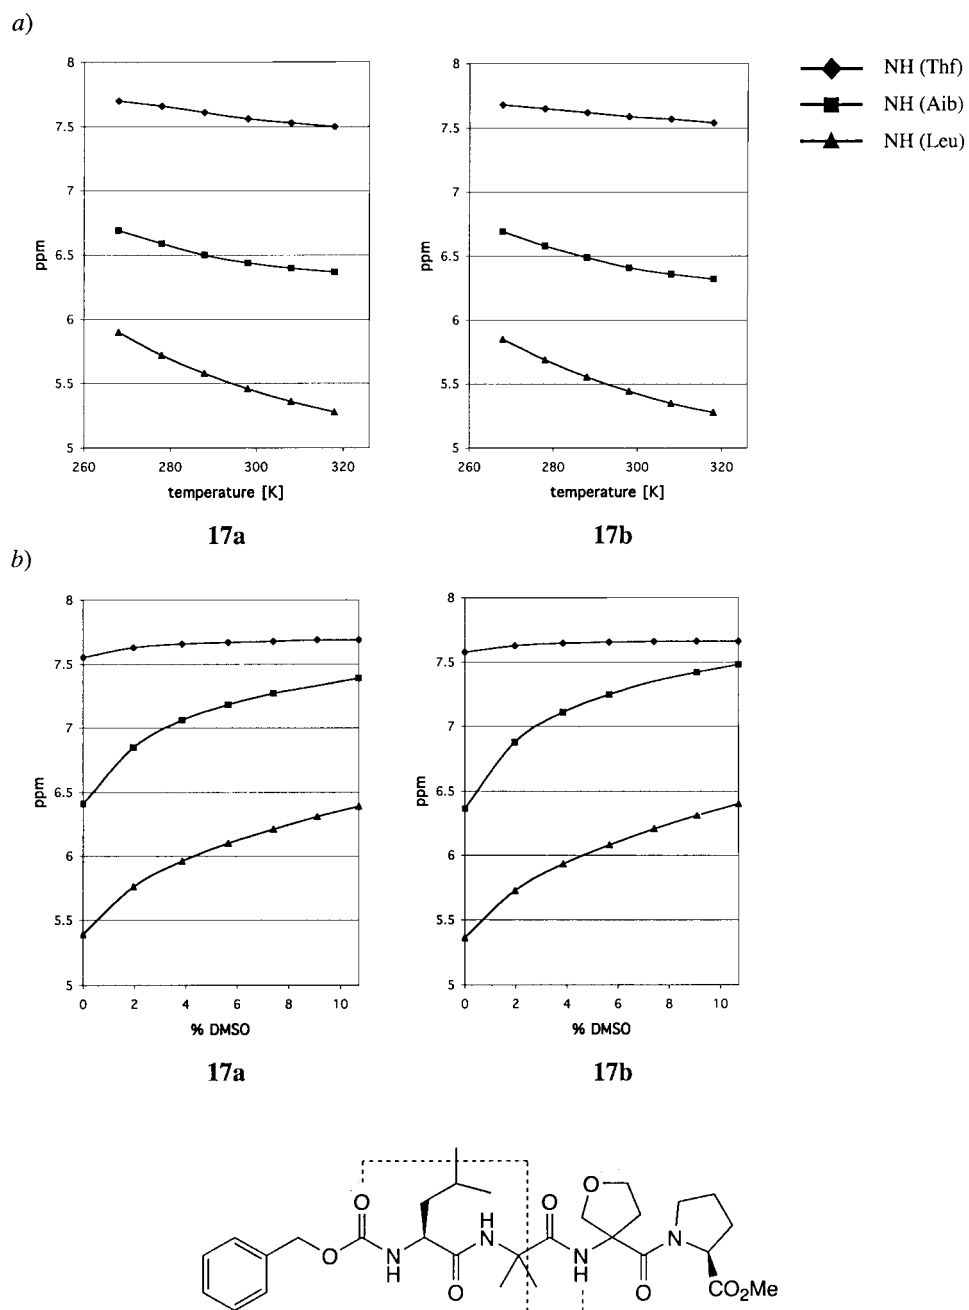 a)
8
7.5
7
6.5
6
5.5
5
ppm
260 280 300 320
temperature [K]
17a
8
7.5
7
6.5
6
5.5
5
ppm
260 280 300 320
temperature [K]
17b
NH (Thf)
NH (Aib)
NH (Leu)
b)
8
7.5
7
6.5
6
5.5
5
ppm
0 2 4 6 8 10
% DMSO
17a
8
7.5
7
6.5
6
5.5
5
ppm
0 2 4 6 8 10
% DMSO
17b
O
O
O
H
N
O
N
H
O
N
H
O
N
O
CO2Me